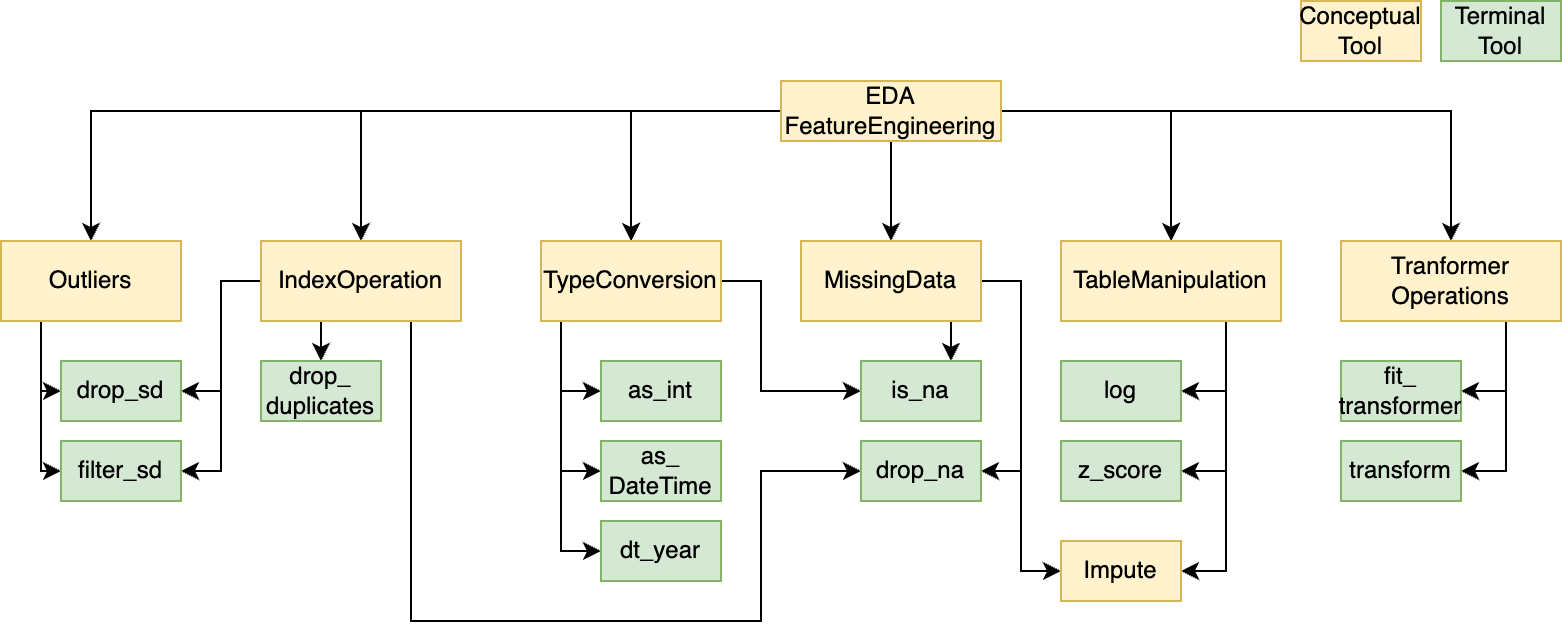 Conceptual
Tool
Terminal
Tool
EDA
FeatureEngineering
Outliers
IndexOperation
TypeConversion
MissingData
TableManipulation
Tranformer
Operations
drop_sd
drop_
duplicates
as_int
is_na
log
fit_
transformer
filter_sd
as_
DateTime
drop_na
z_score
transform
dt_year
Impute